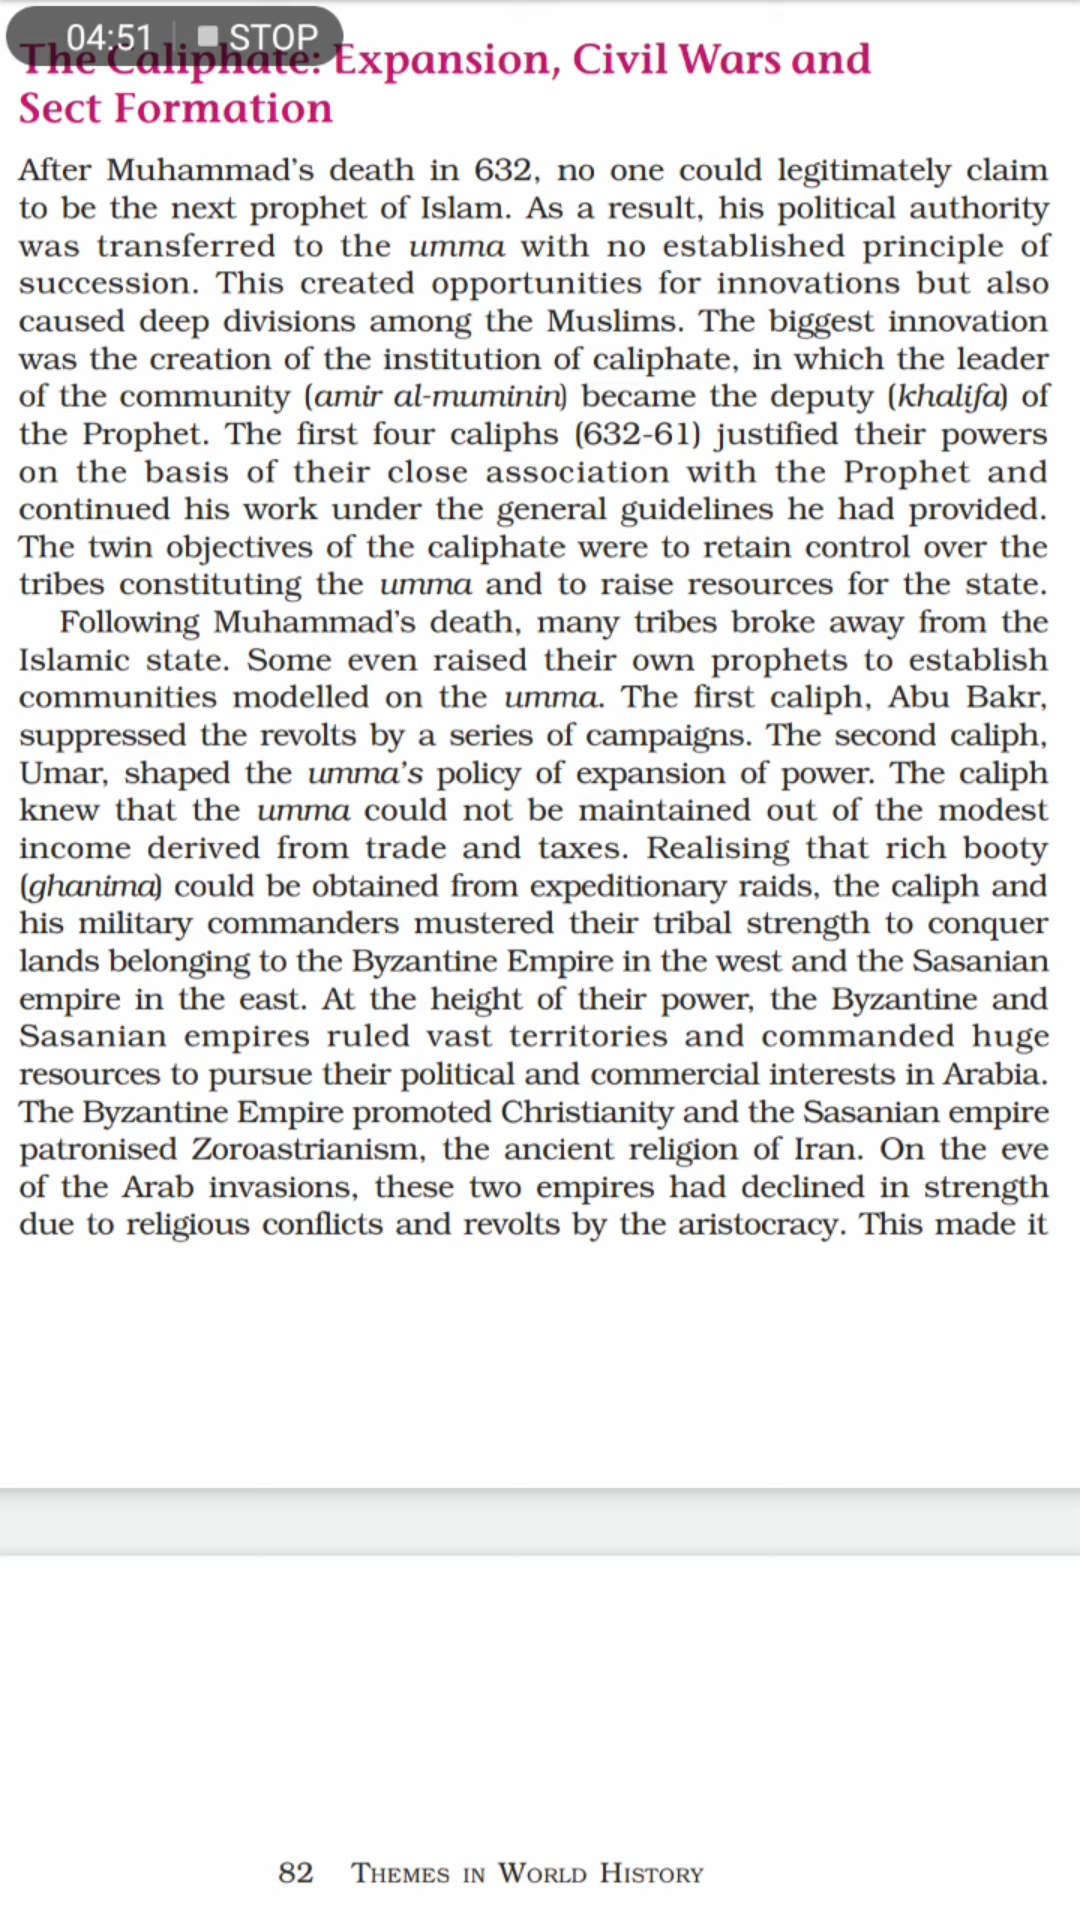 04:51 STOP
The Caliphate: Expansion, Civil Wars and
Sect Formation
After Muhammad's death in 632, no one could legitimately claim
to be the next prophet of Islam. As a result, his political authority
was transferred to the umma with no established principle of
succession. This created opportunities for innovations but also
caused deep divisions among the Muslims. The biggest innovation
was the creation of the institution of caliphate, in which the leader
of the community (amir al-muminin) became the deputy (khalifa) of
the Prophet. The first four caliphs (632-61) justified their powers
on the basis of their close association with the Prophet and
continued his work under the general guidelines he had provided.
The twin objectives of the caliphate were to retain control over the
tribes constituting the umma and to raise resources for the state.
Following Muhammad's death, many tribes broke away from the
Islamic state. Some even raised their own prophets to establish
communities modelled on the umma. The first caliph, Abu Bakr,
suppressed the revolts by a series of campaigns. The second caliph,
Umar, shaped the umma's policy of expansion of power. The caliph
knew that the umma could not be maintained out of the modest
income derived from trade and taxes. Realising that rich booty
(ghanima) could be obtained from expeditionary raids, the caliph and
his military commanders mustered their tribal strength to conquer
lands belonging to the Byzantine Empire in the west and the Sasanian
empire in the east. At the height of their power, the Byzantine and
Sasanian empires ruled vast territories and commanded huge
resources to pursue their political and commercial interests in Arabia.
The Byzantine Empire promoted Christianity and the Sasanian empire
patronised Zoroastrianism, the ancient religion of Iran. On the eve
of the Arab invasions, these two empires had declined in strength
due to religious conflicts and revolts by the aristocracy. This made it
82 THEMES IN WORLD HISTORY